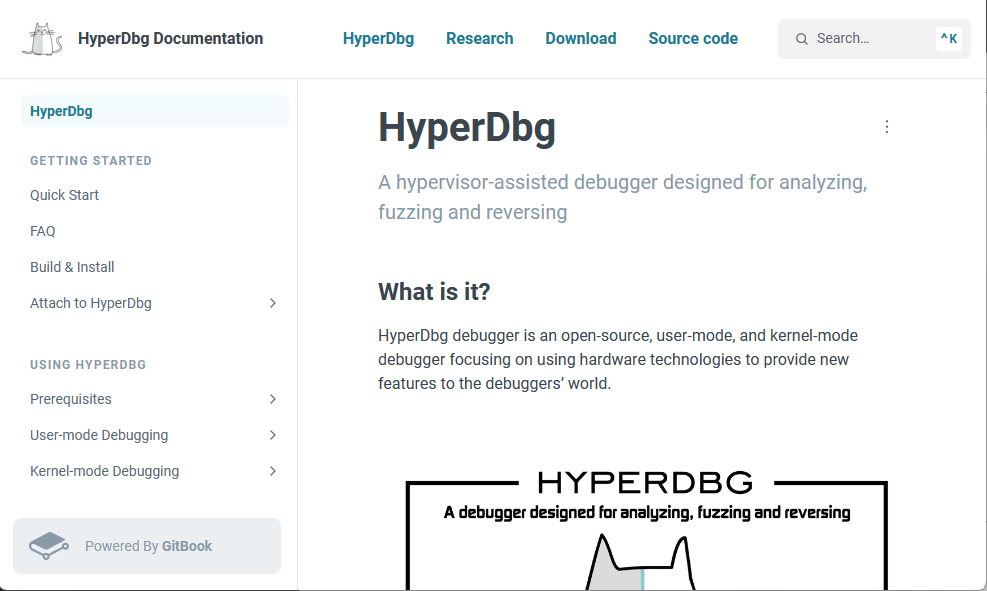 HyperDbg Documentation
HyperDbg
Research
Download
Source code
Search...
^K
HyperDbg
GETTING STARTED
Quick Start
FAQ
Build & Install
Attach to HyperDbg
USING HYPERDBG
Prerequisites
User-mode Debugging
Kernel-mode Debugging
Powered By GitBook
HyperDbg
A hypervisor-assisted debugger designed for analyzing,
fuzzing and reversing
What is it?
HyperDbg debugger is an open-source, user-mode, and kernel-mode
debugger focusing on using hardware technologies to provide new
features to the debuggers’ world.
HYPERDBG
A debugger designed for analyzing, fuzzing and reversing